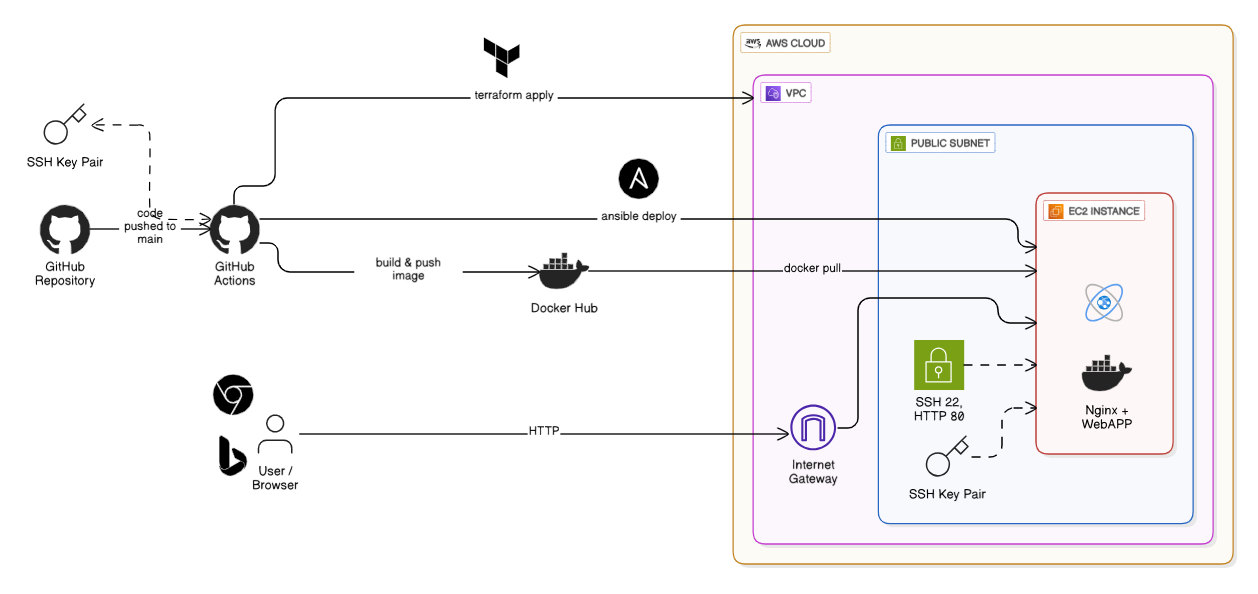 aws AWS CLOUD
terraform apply
VPC
SSH Key Pair
PUBLIC SUBNET
code
pushed to
main
ansible deploy
EC2 INSTANCE
GitHub
Repository
GitHub
Actions
build & push
image
docker pull
Docker Hub
SSH 22,
HTTP 80
Nginx +
WebAPP
HTTP
User /
Browser
Internet
Gateway
SSH Key Pair